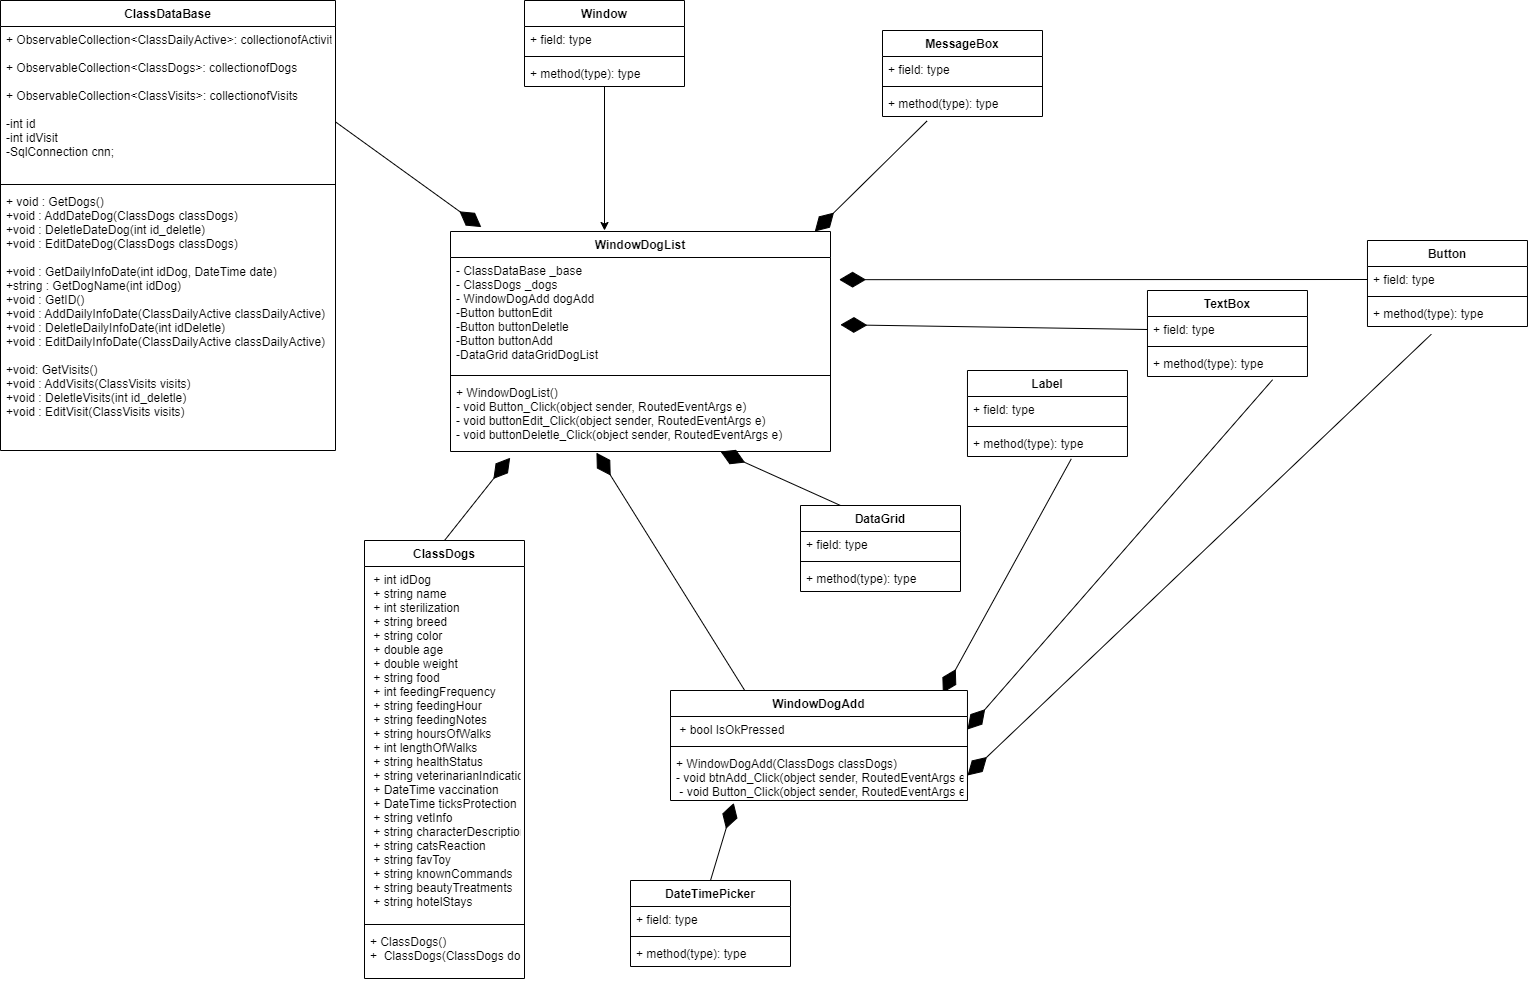 ClassDataBase
+ ObservableCollection<ClassDailyActive>: collectionofActivit
+ ObservableCollection<ClassDogs>: collectionofDogs
+ ObservableCollection<ClassVisits>: collectionofVisits
-int id
-int idVisit
-SqlConnection cnn;
+ void : GetDogs()
+void : AddDateDog(ClassDogs classDogs)
+void : DeletleDateDog(int id_deletle)
+void : EditDateDog(ClassDogs classDogs)
+void : GetDailyInfoDate(int idDog, DateTime date)
+string : GetDogName(int idDog)
+void : GetID()
+void : AddDailyInfoDate(ClassDailyActive classDailyActive)
+void : DeletleDailyInfoDate(int idDeletle)
+void : EditDailyInfoDate(ClassDailyActive classDailyActive)
+void: GetVisits()
+void : AddVisits(ClassVisits visits)
+void : DeletleVisits(int id_deletle)
+void : EditVisit(ClassVisits visits)
Window
+ field: type
+ method(type): type
MessageBox
+ field: type
+ method(type): type
WindowDogList
- ClassDataBase _base
- ClassDogs _dogs
- WindowDogAdd dogAdd
-Button buttonEdit
-Button buttonDeletle
-Button buttonAdd
-DataGrid dataGridDogList
+ WindowDogList()
- void Button_Click(object sender, RoutedEventArgs e)
- void buttonEdit_Click(object sender, RoutedEventArgs e)
- void buttonDeletle_Click(object sender, RoutedEventArgs e)
Button
+ field: type
+ method(type): type
TextBox
+ field: type
+ method(type): type
Label
+ field: type
+ method(type): type
DataGrid
+ field: type
+ method(type): type
ClassDogs
+ int idDog
+ string name
+ int sterilization
+ string breed
+ string color
+ double age
+ double weight
+ string food
+ int feedingFrequency
+ string feedingHour
+ string feedingNotes
+ string hoursOfWalks
+ int lengthOfWalks
+ string healthStatus
+ string veterinarianIndicatio
+ DateTime vaccination
+ DateTime ticksProtection
+ string vetInfo
+ string characterDescriptio
+ string catsReaction
+ string favToy
+ string knownCommands
+ string beautyTreatments
+ string hotelStays
+ ClassDogs()
+ ClassDogs(ClassDogs do
WindowDogAdd
+ bool IsOkPressed
+ WindowDogAdd(ClassDogs classDogs)
- void btnAdd_Click(object sender, RoutedEventArgs e
- void Button_Click(object sender, RoutedEventArgs e
DateTimePicker
+ field: type
+ method(type): type